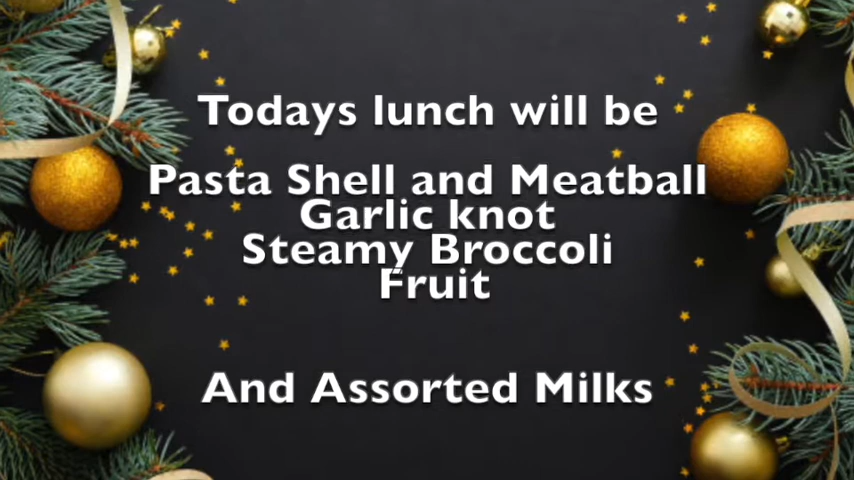 Todays lunch will be
Pasta Shell and Meatball
Garlic knot
Steamy Broccoli
Fruit
And Assorted Milks